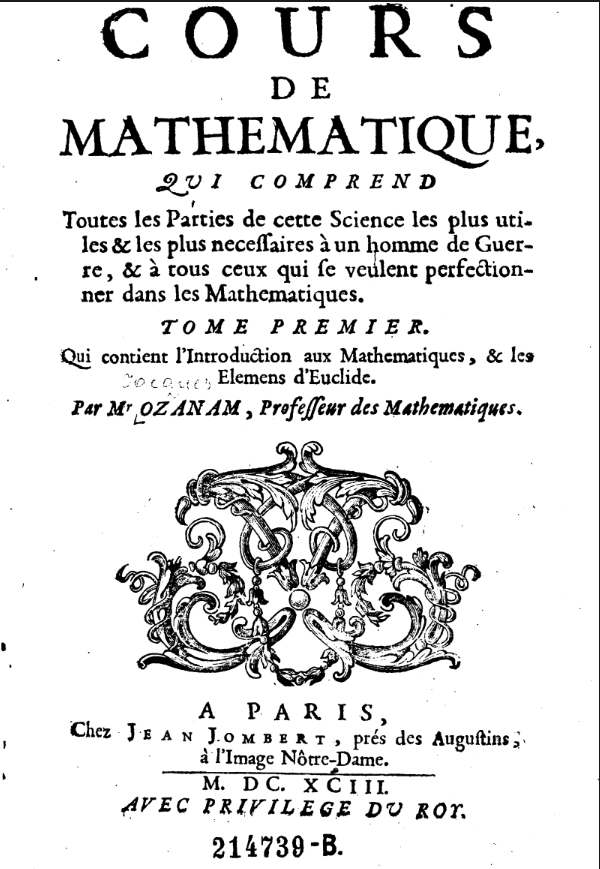 COURS
DE
MATHEMATIQUE,
QUI COMPREND
Toutes les Parties de cette Science les plus uti-
les & les plus necessaires à un homme de Guer-
re, & à tous ceux qui se veulent perfection-
ner dans les Mathematiques.
TOME PREMIER.
Qui contient l'Introduction aux Mathematiques, & les
Jacques Elemens d'Euclide.
Par Mr OZANAM, Professeur des Mathematiques.
A PARIS,
Chez JEAN JOMBERT, prés des Augustins,
à l'Image Nôtre-Dame.
M. DC. XCIII.
AVEC PRIVILEGE DU ROY.
214739-B.